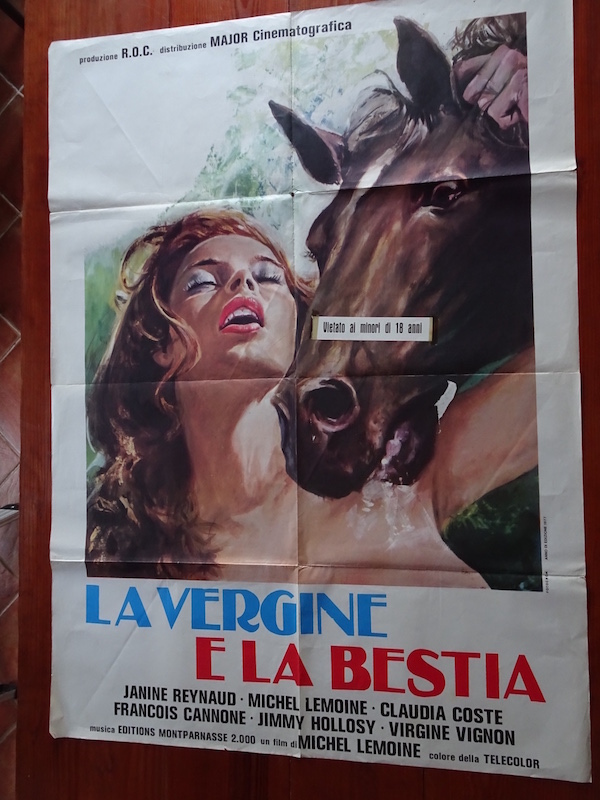 produzione R.O.C. distribuzione MAJOR Cinematografica
Vietato ai minori di 18 anni
LA VERGINE
E LA BESTIA
JANINE REYNAUD · MICHEL LEMOINE · CLAUDIA COSTE
FRANCOIS CANNONE · JIMMY HOLLOSY · VIRGINE VIGNON
musica EDITIONS MONTPARNASSE 2.000 un film di MICHEL LEMOINE colore della TELECOLOR